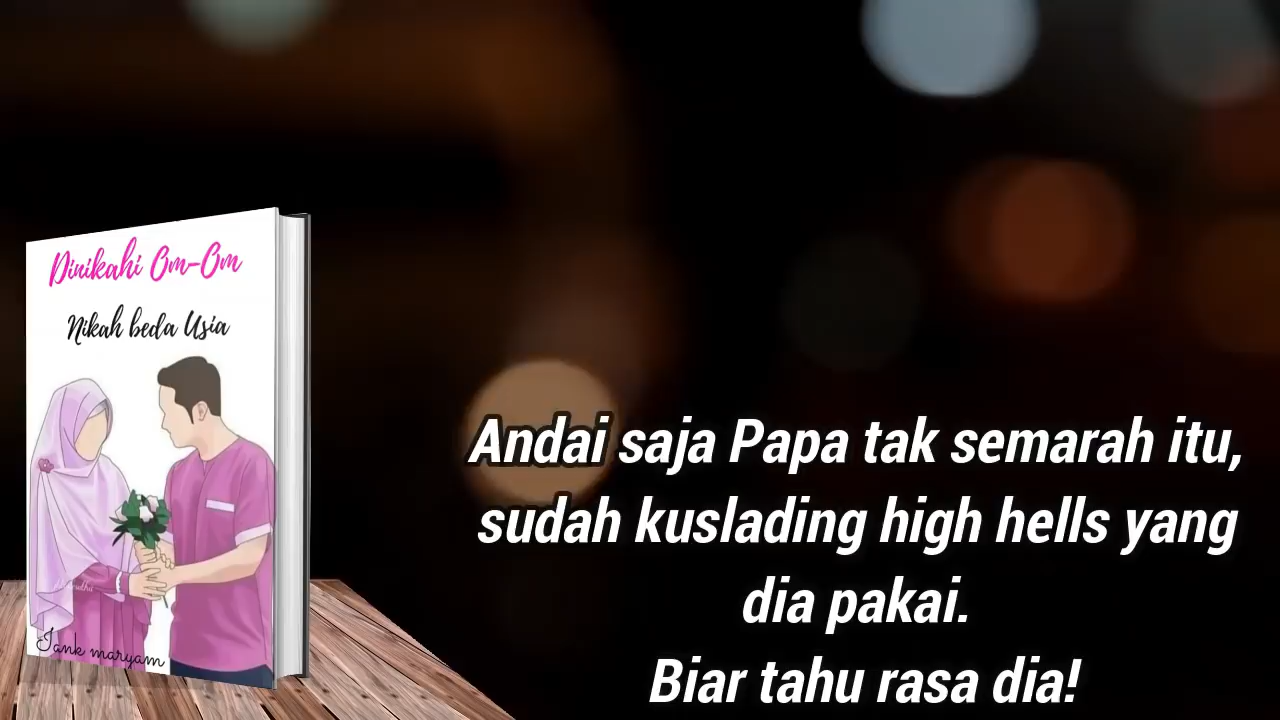 Dinikahi Om-Om
Nikah beda Usia
Jank maryam
Andai saja Papa tak semarah itu,
sudah kuslading high hells yang
dia pakai.
Biar tahu rasa dia!